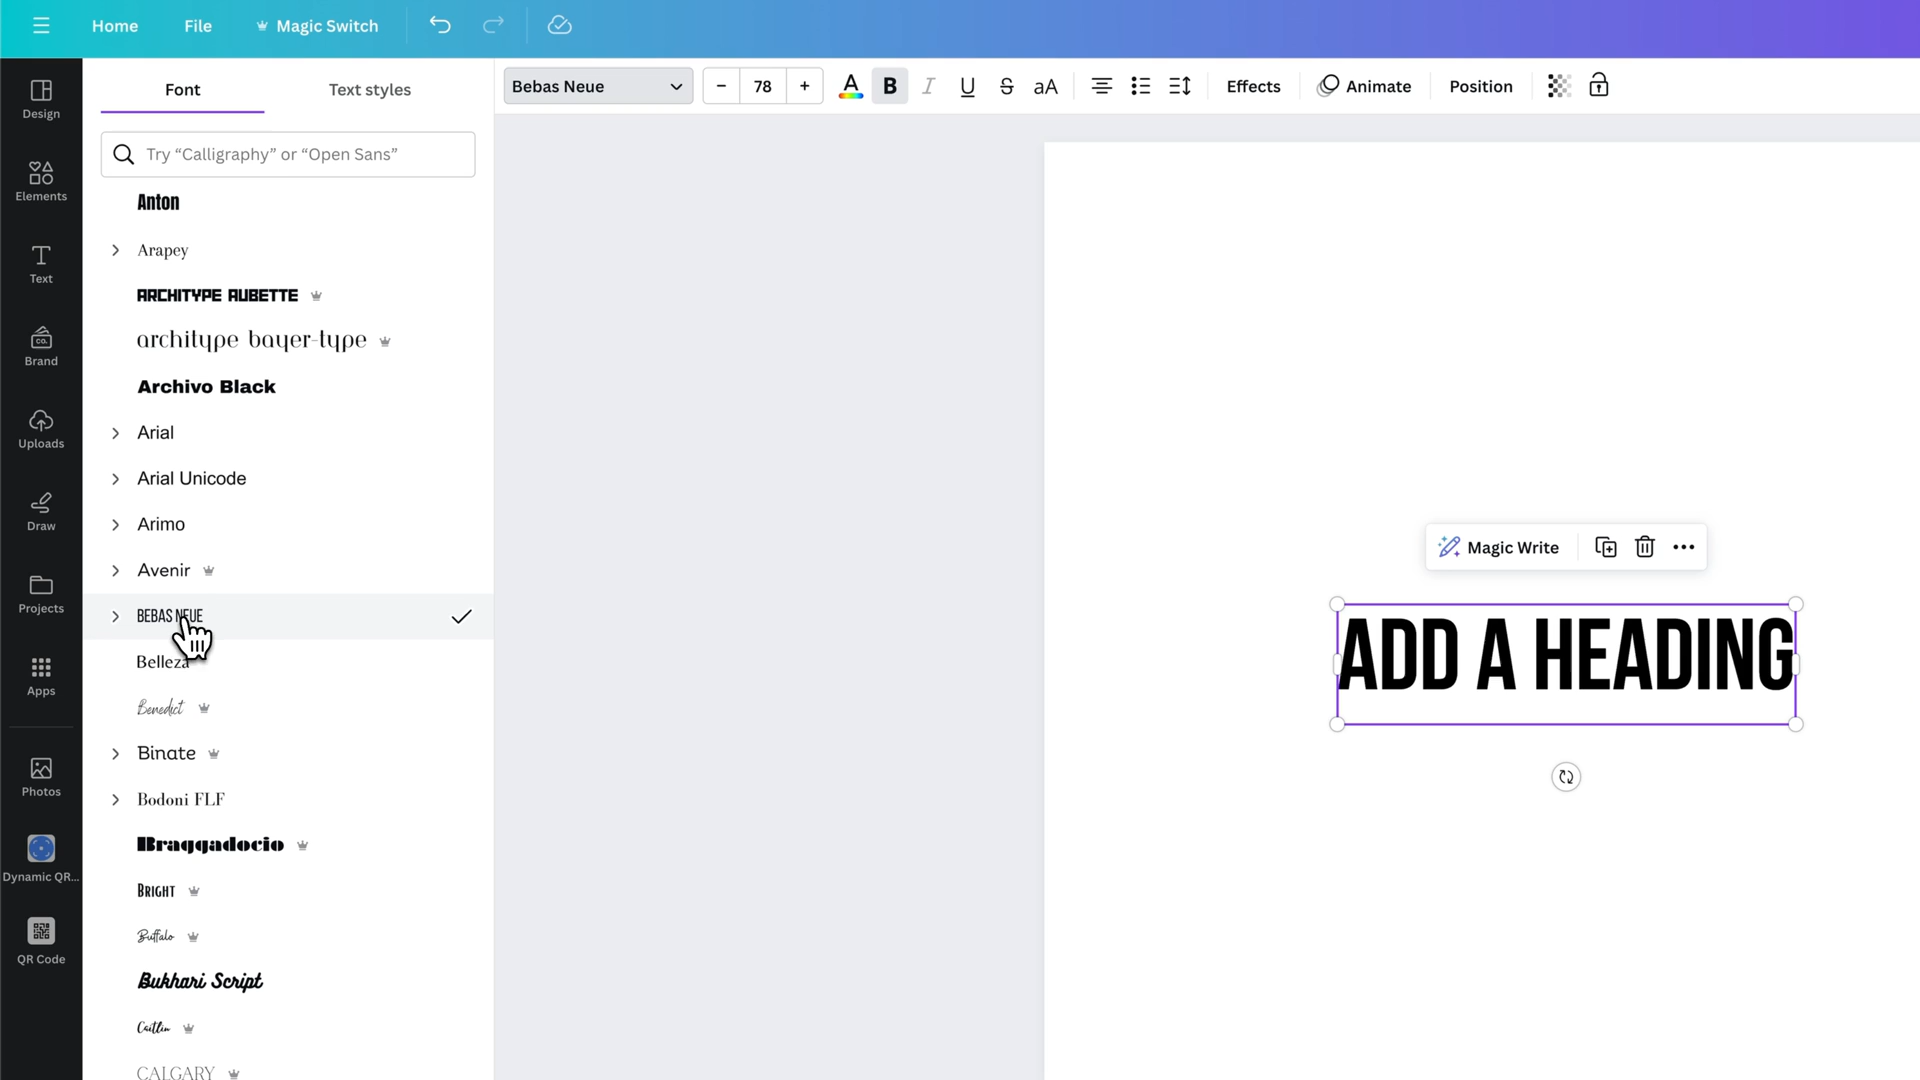 Home File Magic Switch
Font Text styles
Bebas Neue 78 B I U S aA Effects Animate Position
Try “Calligraphy” or “Open Sans”
Design
Elements
Text
CO.
Brand
Uploads
Draw
Projects
Apps
Photos
Dynamic QR...
QR Code
Anton
Arapey
ARCHITYPE AUBETTE
architype bayer-type
Archivo Black
Arial
Arial Unicode
Arimo
Avenir
BEBAS NEUE
Belleza
Benedict
Binate
Bodoni FLF
Braggadocio
BRIGHT
Buffalo
Bukhari Script
Caitlin
CALGARY
Magic Write
ADD A HEADING